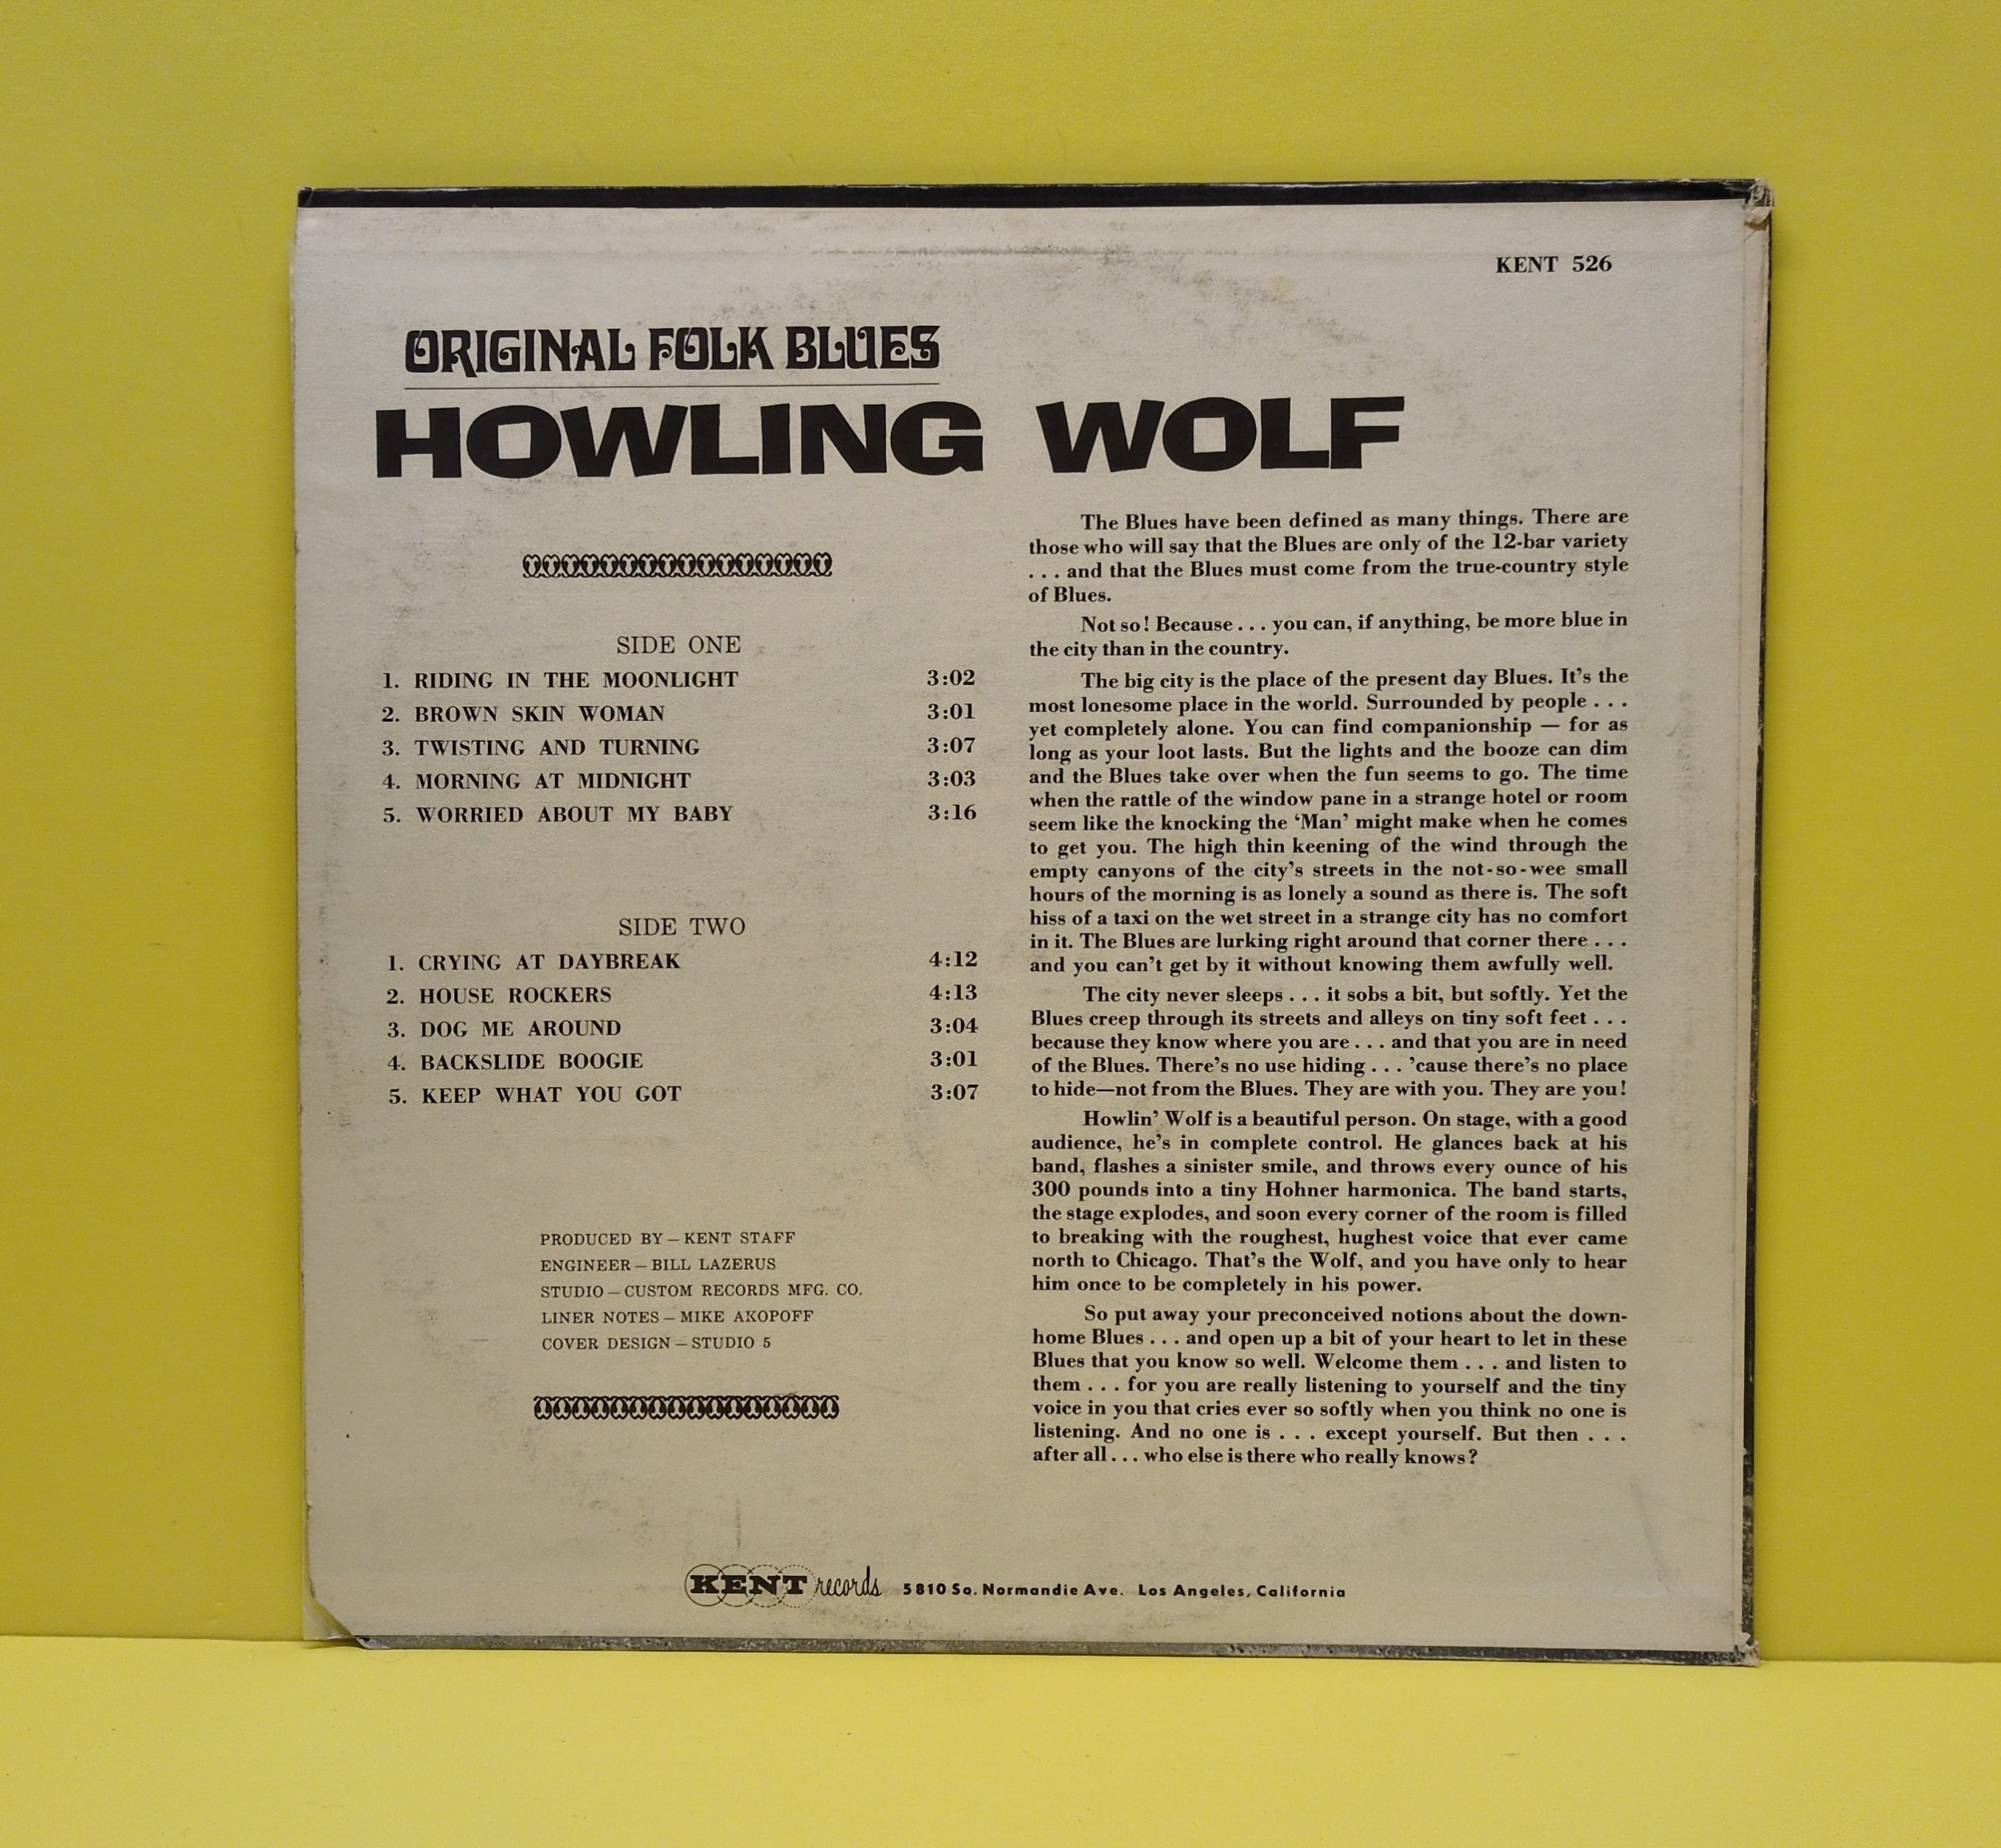 KENT 526
ORIGINAL FOLK BLUES
HOWLING WOLF
SIDE ONE
1. RIDING IN THE MOONLIGHT 3:02
2. BROWN SKIN WOMAN 3:01
3. TWISTING AND TURNING 3:07
4. MORNING AT MIDNIGHT 3:03
5. WORRIED ABOUT MY BABY 3:16
SIDE TWO
1. CRYING AT DAYBREAK 4:12
2. HOUSE ROCKERS 4:13
3. DOG ME AROUND 3:04
4. BACKSLIDE BOOGIE 3:01
5. KEEP WHAT YOU GOT 3:07
PRODUCED BY – KENT STAFF
ENGINEER – BILL LAZERUS
STUDIO – CUSTOM RECORDS MFG. CO.
LINER NOTES – MIKE AKOPOFF
COVER DESIGN – STUDIO 5
The Blues have been defined as many things. There are
those who will say that the Blues are only of the 12-bar variety
. . . and that the Blues must come from the true-country style
of Blues.
Not so! Because . . . you can, if anything, be more blue in
the city than in the country.
The big city is the place of the present day Blues. It's the
most lonesome place in the world. Surrounded by people . . .
yet completely alone. You can find companionship — for as
long as your loot lasts. But the lights and the booze can dim
and the Blues take over when the fun seems to go. The time
when the rattle of the window pane in a strange hotel or room
seem like the knocking the 'Man' might make when he comes
to get you. The high thin keening of the wind through the
empty canyons of the city's streets in the not-so-wee small
hours of the morning is as lonely a sound as there is. The soft
hiss of a taxi on the wet street in a strange city has no comfort
in it. The Blues are lurking right around that corner there . . .
and you can't get by it without knowing them awfully well.
The city never sleeps . . . it sobs a bit, but softly. Yet the
Blues creep through its streets and alleys on tiny soft feet . . .
because they know where you are . . . and that you are in need
of the Blues. There's no use hiding . . . 'cause there's no place
to hide—not from the Blues. They are with you. They are you!
Howlin' Wolf is a beautiful person. On stage, with a good
audience, he's in complete control. He glances back at his
band, flashes a sinister smile, and throws every ounce of his
300 pounds into a tiny Hohner harmonica. The band starts,
the stage explodes, and soon every corner of the room is filled
to breaking with the roughest, hughest voice that ever came
north to Chicago. That's the Wolf, and you have only to hear
him once to be completely in his power.
So put away your preconceived notions about the down-
home Blues . . . and open up a bit of your heart to let in these
Blues that you know so well. Welcome them . . . and listen to
them . . . for you are really listening to yourself and the tiny
voice in you that cries ever so softly when you think no one is
listening. And no one is . . . except yourself. But then . . .
after all . . . who else is there who really knows?
KENT records 5810 So. Normandie Ave. Los Angeles, California